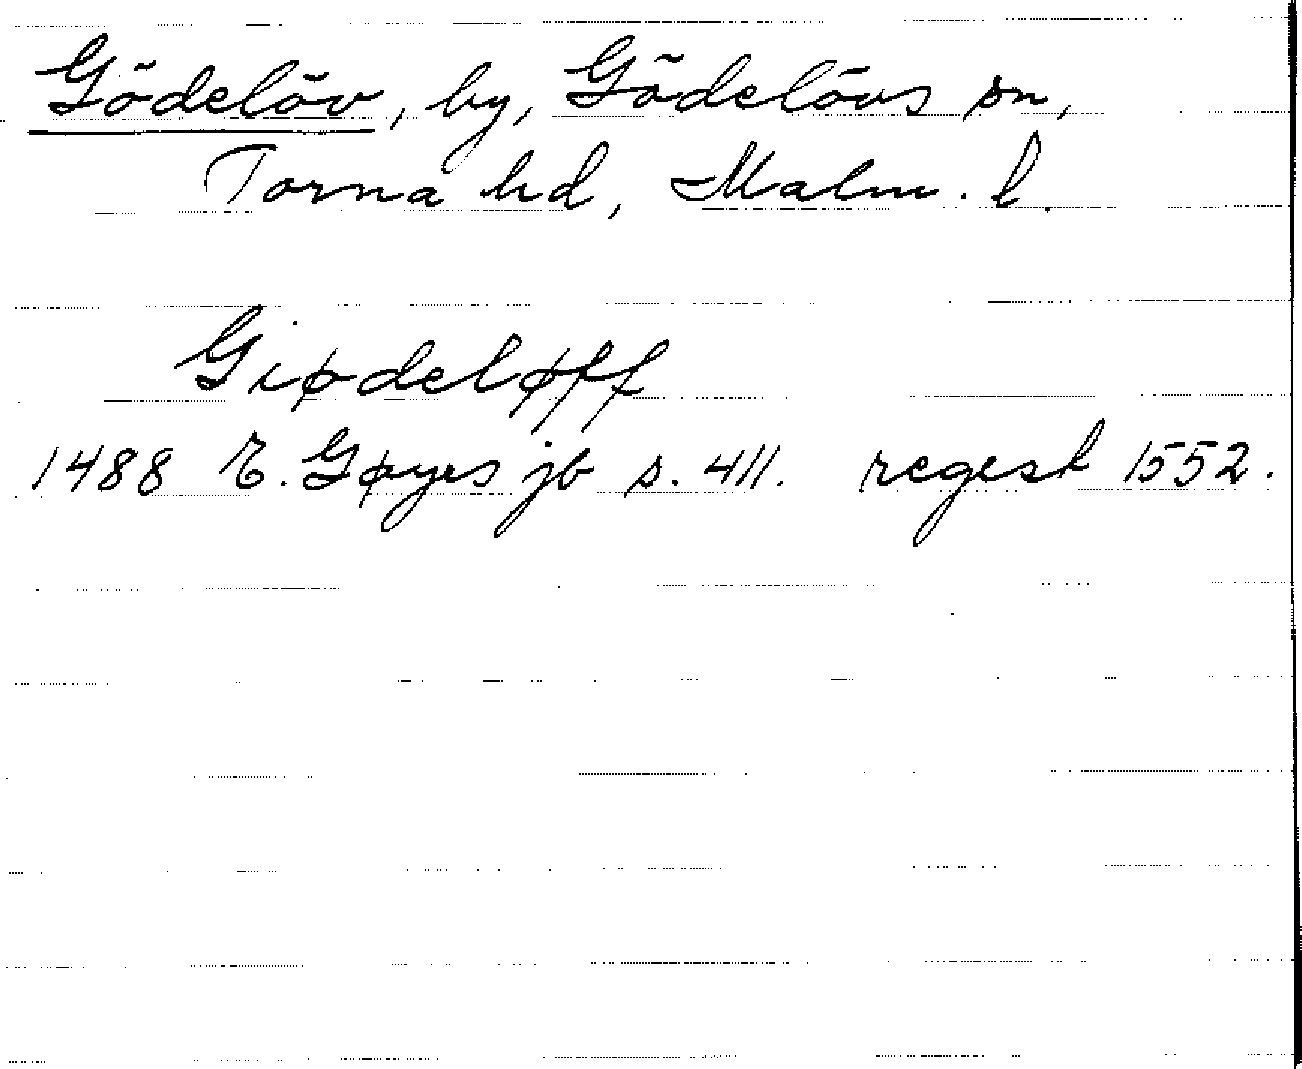 Gödelöv, by, Gödelövs sn,
Torna hd, Malm. l.
Giødeløff
1488 E. Gøyes jb s. 411. regest 1552.